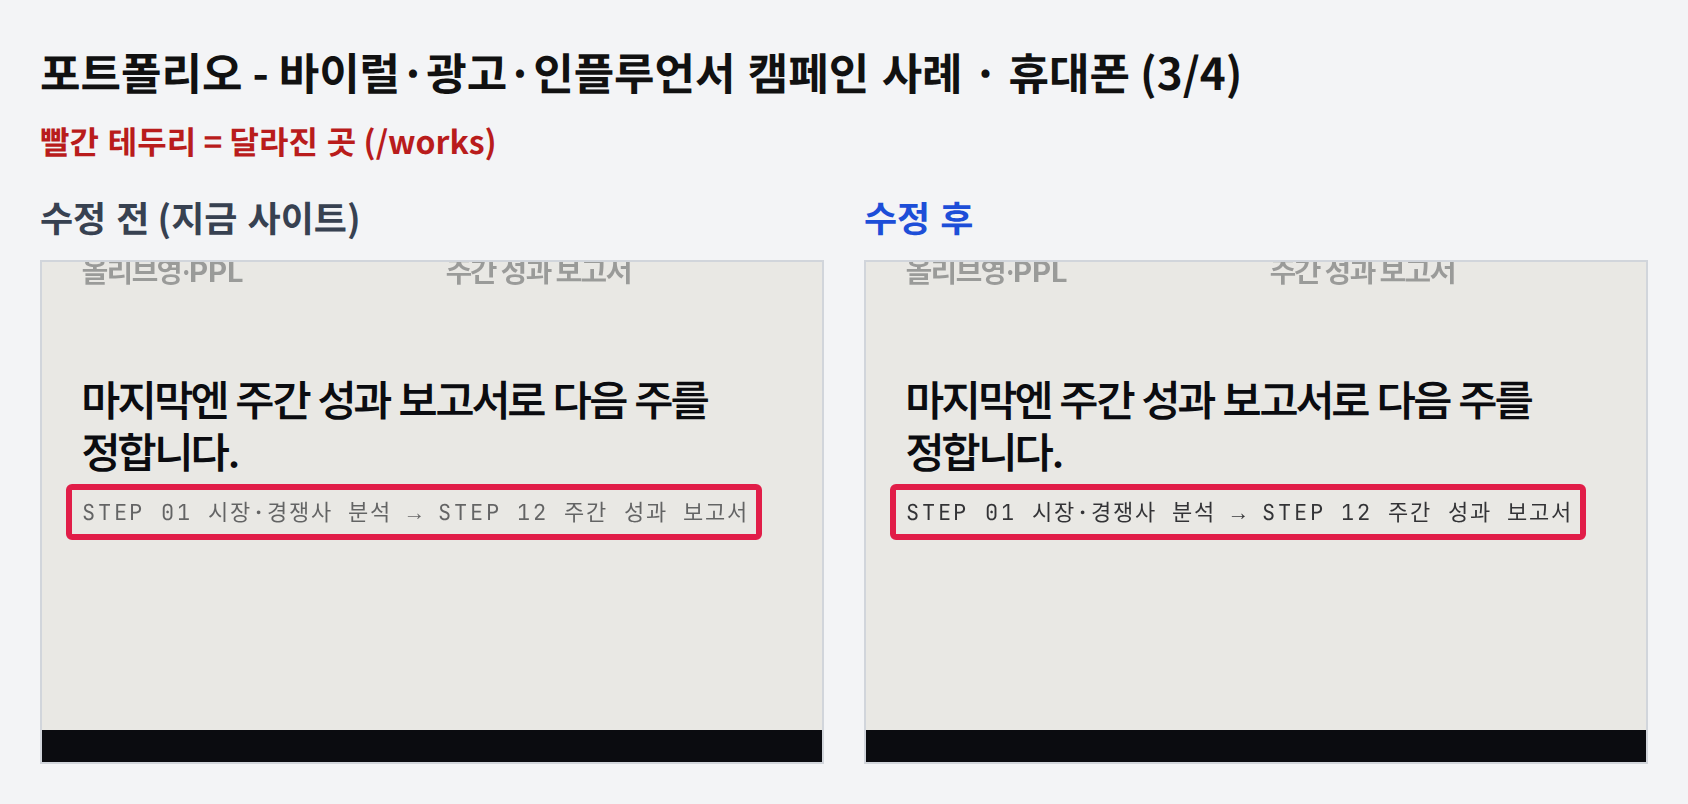 포트폴리오 - 바이럴·광고·인플루언서 캠페인 사례 · 휴대폰 (3/4)
빨간 테두리 = 달라진 곳 (/works)
수정 전 (지금 사이트)
수정 후
올리브영·PPL 주간 성과 보고서
올리브영·PPL 주간 성과 보고서
마지막엔 주간 성과 보고서로 다음 주를
정합니다.
STEP 01 시장·경쟁사 분석 → STEP 12 주간 성과 보고서
마지막엔 주간 성과 보고서로 다음 주를
정합니다.
STEP 01 시장·경쟁사 분석 → STEP 12 주간 성과 보고서